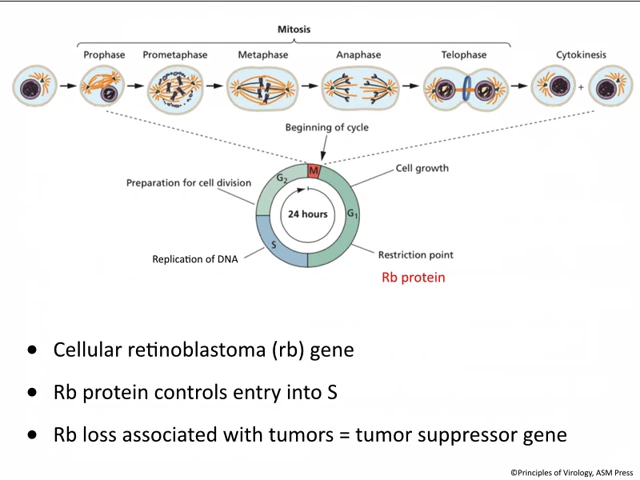 Mitosis
Prophase Prometaphase Metaphase Anaphase Telophase Cytokinesis
+
Beginning of cycle
M
Cell growth
G2
Preparation for cell division
24 hours
G1
S
Restriction point
Replication of DNA
Rb protein
• Cellular retinoblastoma (rb) gene
• Rb protein controls entry into S
• Rb loss associated with tumors = tumor suppressor gene
©Principles of Virology, ASM Press